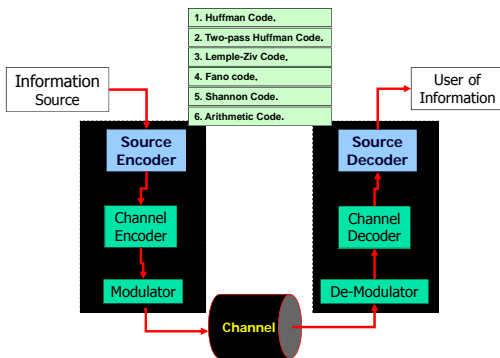 1. Huffman Code.
2. Two-pass Huffman Code.
3. Lemple-Ziv Code.
4. Fano code.
5. Shannon Code.
6. Arithmetic Code.
Information
Source
User of
Information
Source
Encoder
Source
Decoder
Channel
Encoder
Channel
Decoder
Modulator
De-Modulator
Channel